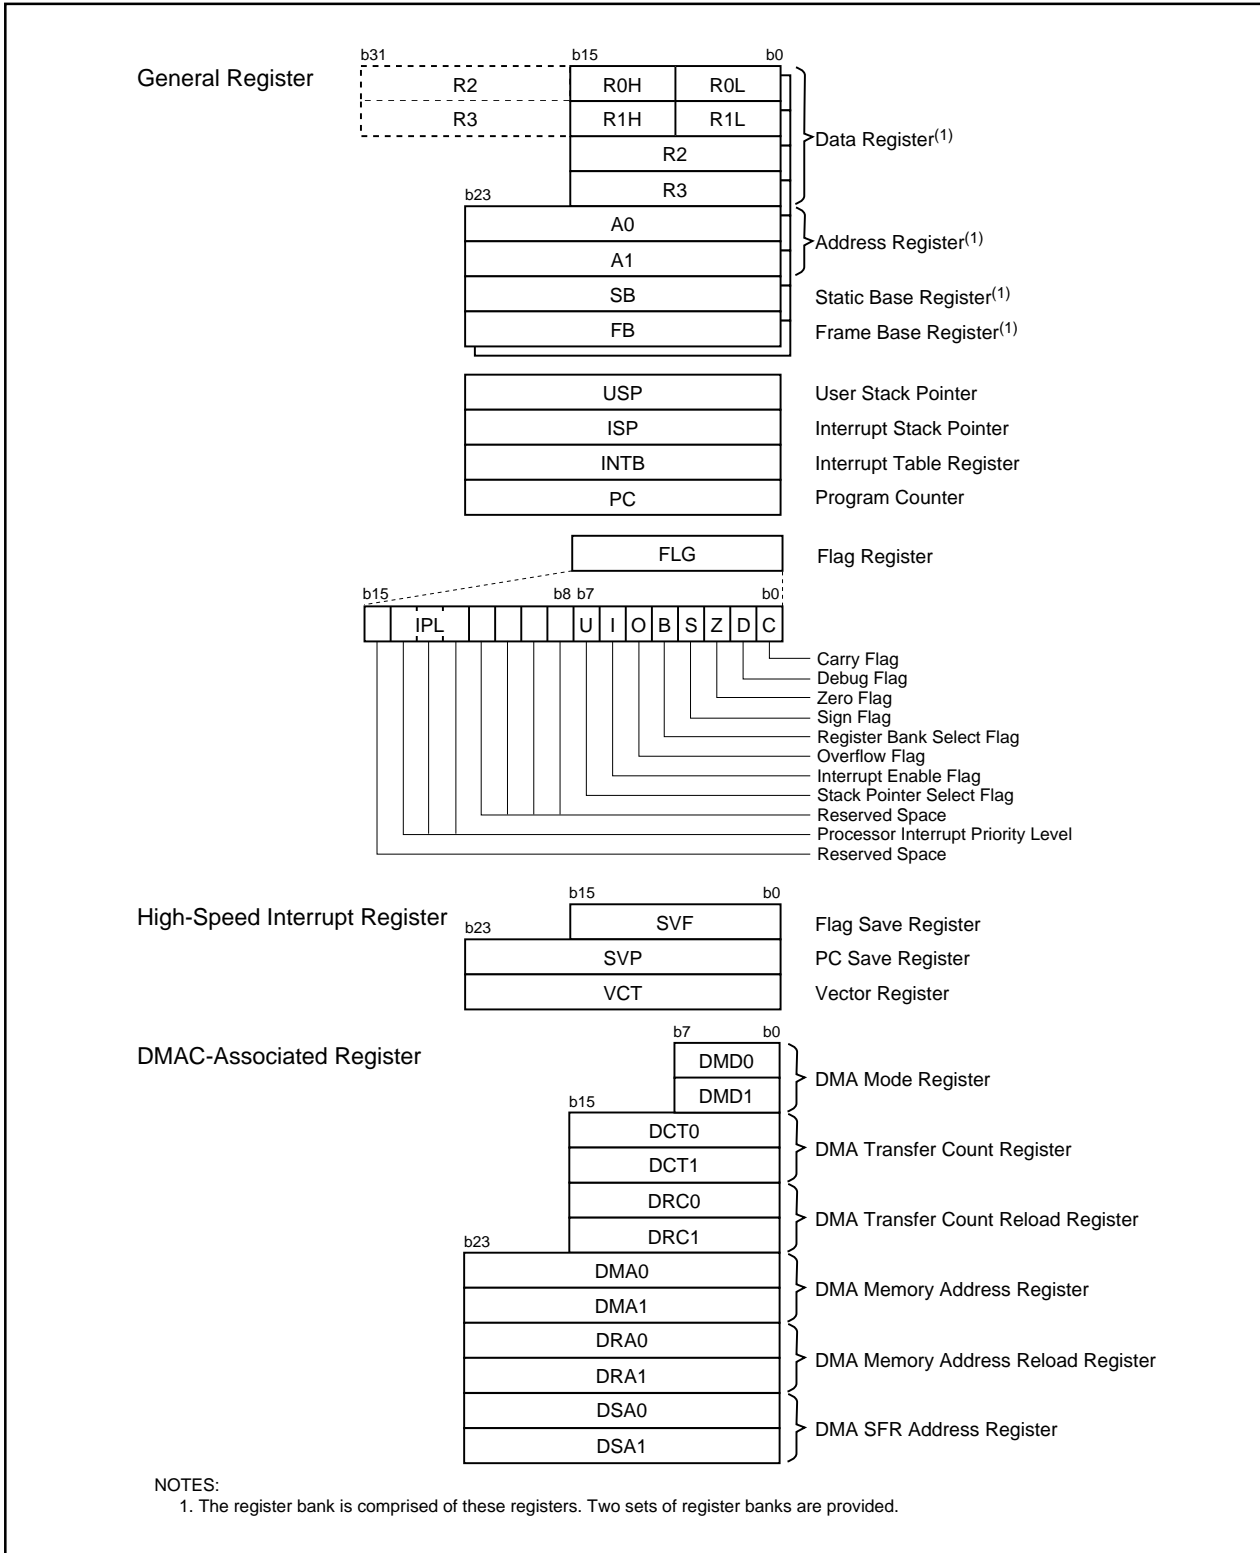 b31 b15 b0
General Register R2 R0H R0L
R3 R1H R1L
Data Register(1)
R2
R3
b23
A0
Address Register(1)
A1
SB Static Base Register(1)
FB Frame Base Register(1)
USP User Stack Pointer
ISP Interrupt Stack Pointer
INTB Interrupt Table Register
PC Program Counter
FLG Flag Register
b15 b8 b7 b0
IPL U I O B S Z D C
Carry Flag
Debug Flag
Zero Flag
Sign Flag
Register Bank Select Flag
Overflow Flag
Interrupt Enable Flag
Stack Pointer Select Flag
Reserved Space
Processor Interrupt Priority Level
Reserved Space
b15 b0
High-Speed Interrupt Register b23 SVF Flag Save Register
SVP PC Save Register
VCT Vector Register
b7 b0
DMAC-Associated Register DMD0
DMA Mode Register
DMD1
b15
DCT0
DMA Transfer Count Register
DCT1
DRC0
DMA Transfer Count Reload Register
DRC1
b23
DMA0
DMA Memory Address Register
DMA1
DRA0
DMA Memory Address Reload Register
DRA1
DSA0
DMA SFR Address Register
DSA1
NOTES:
1. The register bank is comprised of these registers. Two sets of register banks are provided.